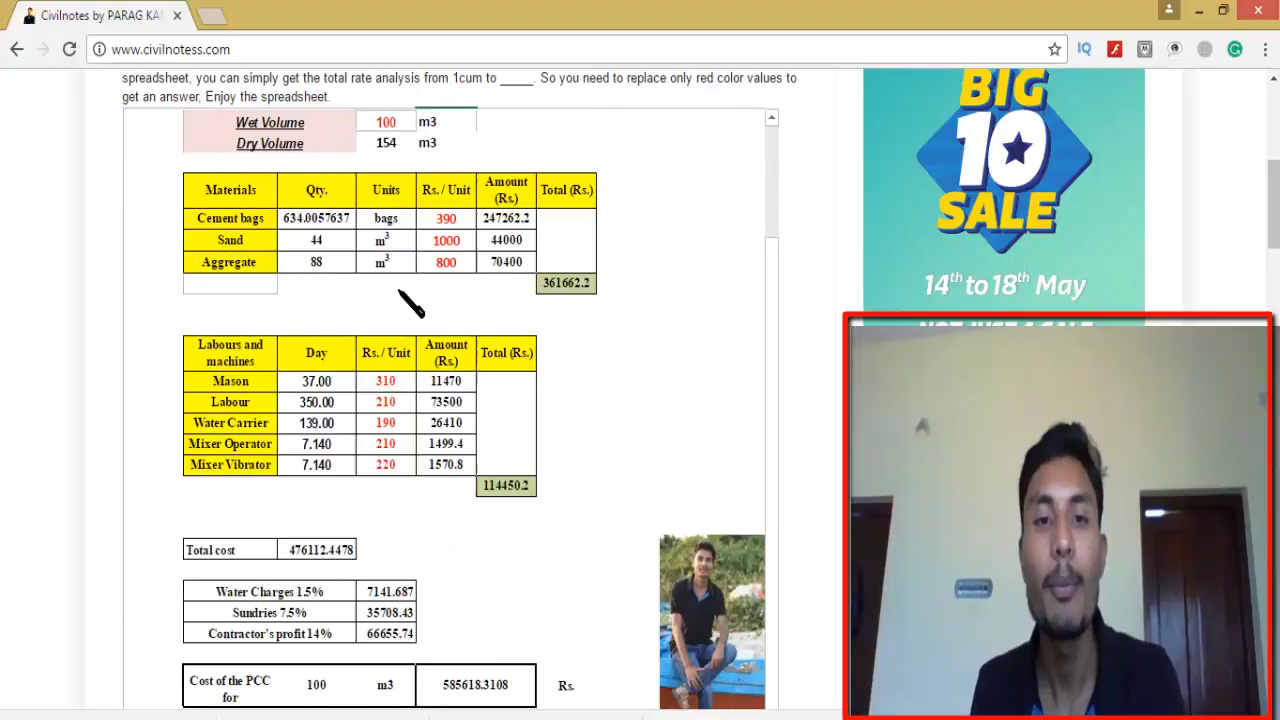 Civilnotes by PARAG KA
www.civilnotess.com
spreadsheet, you can simply get the total rate analysis from 1cum to _____. So you need to replace only red color values to
get an answer, Enjoy the spreadsheet.
Wet Volume 100 m3
Dry Volume 154 m3
Materials Qty. Units Rs. / Unit Amount (Rs.) Total (Rs.)
Cement bags 634.0057637 bags 390 247262.2
Sand 44 m3 1000 44000
Aggregate 88 m3 800 70400
361662.2
Labours and machines Day Rs. / Unit Amount (Rs.) Total (Rs.)
Mason 37.00 310 11470
Labour 350.00 210 73500
Water Carrier 139.00 190 26410
Mixer Operator 7.140 210 1499.4
Mixer Vibrator 7.140 220 1570.8
114450.2
Total cost 476112.4478
Water Charges 1.5% 7141.687
Sundries 7.5% 35708.43
Contractor's profit 14% 66655.74
Cost of the PCC for 100 m3 585618.3108 Rs.
BIG
10
SALE
14th to 18th May